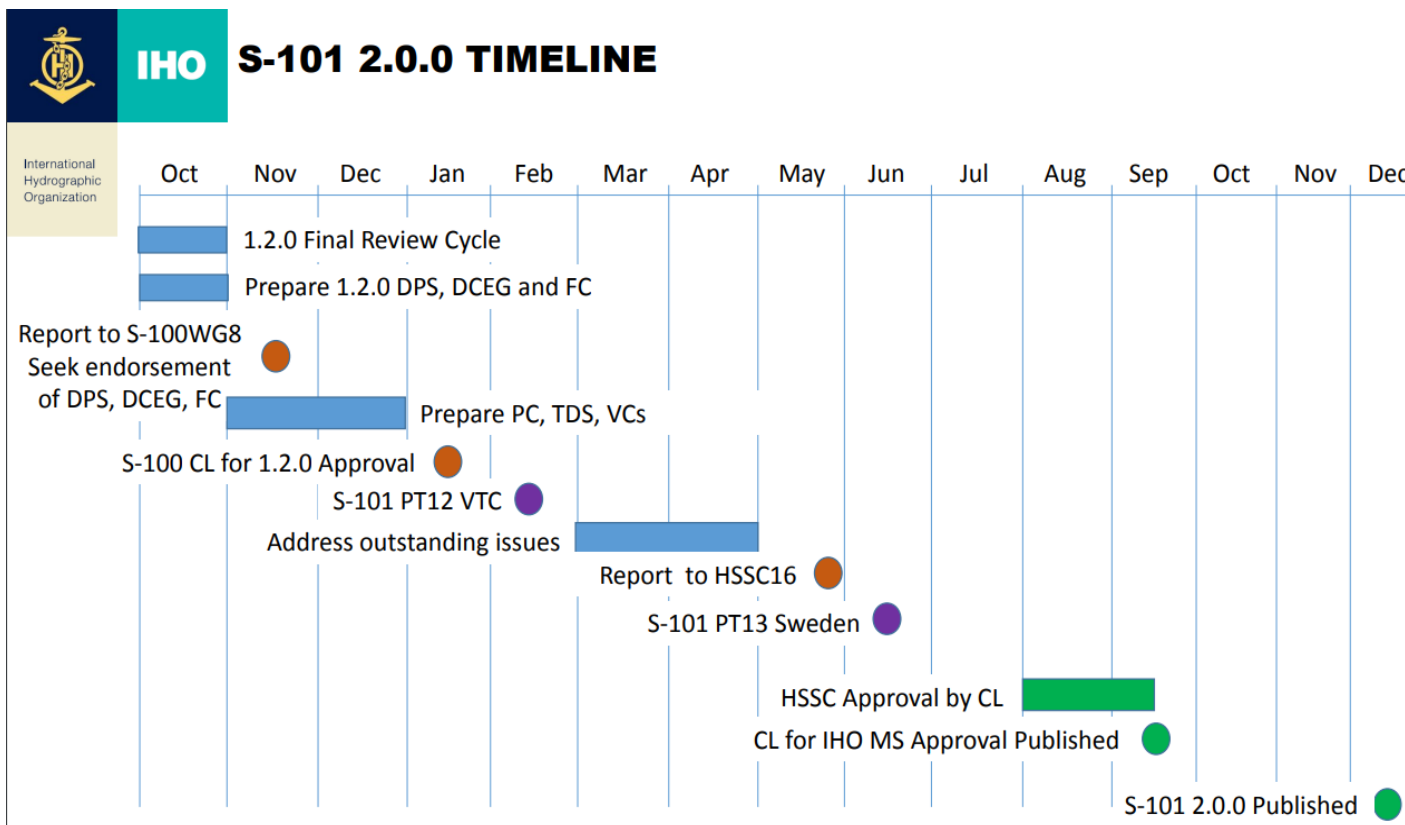 IHO
S-101 2.0.0 TIMELINE
International
Hydrographic
Organization
Oct Nov Dec Jan Feb Mar Apr May Jun Jul Aug Sep Oct Nov Dec
1.2.0 Final Review Cycle
Prepare 1.2.0 DPS, DCEG and FC
Report to S-100WG8
Seek endorsement
of DPS, DCEG, FC
Prepare PC, TDS, VCs
S-100 CL for 1.2.0 Approval
S-101 PT12 VTC
Address outstanding issues
Report to HSSC16
S-101 PT13 Sweden
HSSC Approval by CL
CL for IHO MS Approval Published
S-101 2.0.0 Published